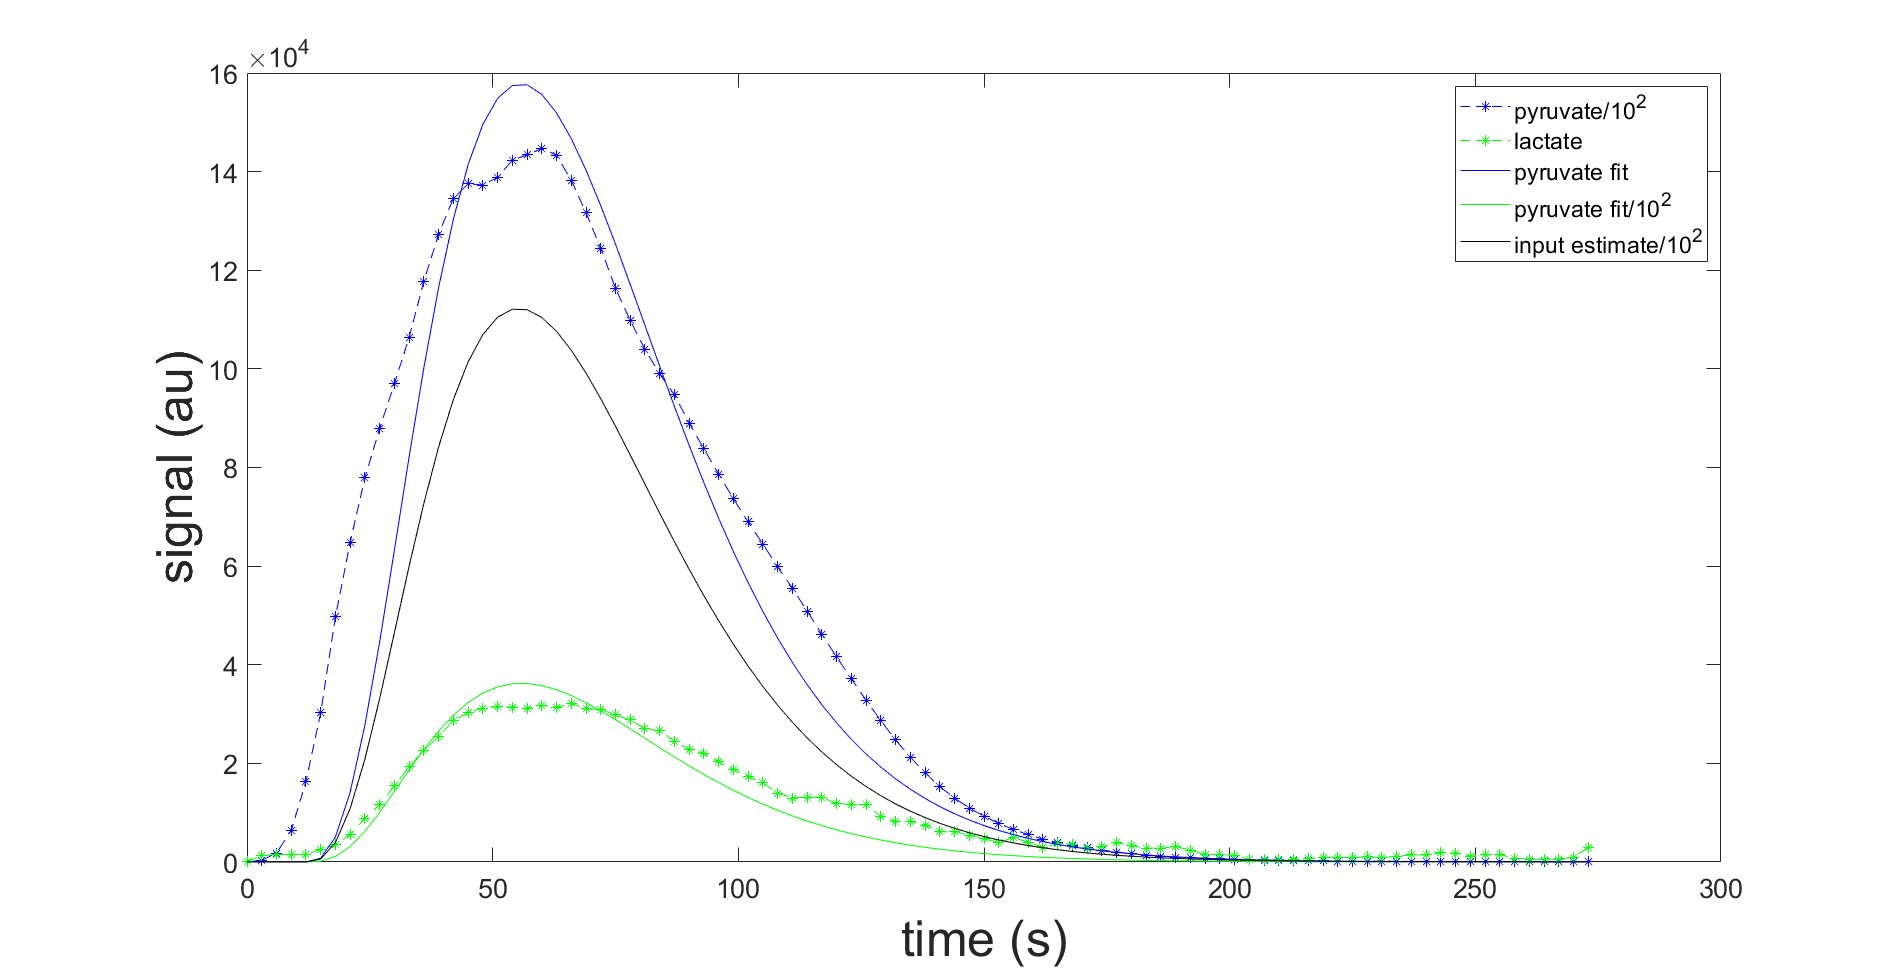 ×10^4
16
14
12
10
8
6
4
2
0
signal (au)
0 50 100 150 200 250 300
time (s)
pyruvate/10^2
lactate
pyruvate fit
pyruvate fit/10^2
input estimate/10^2